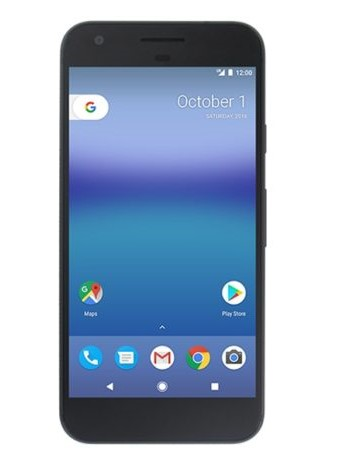 12:00
G
October 1
SATURDAY, 2016
Maps
Play Store